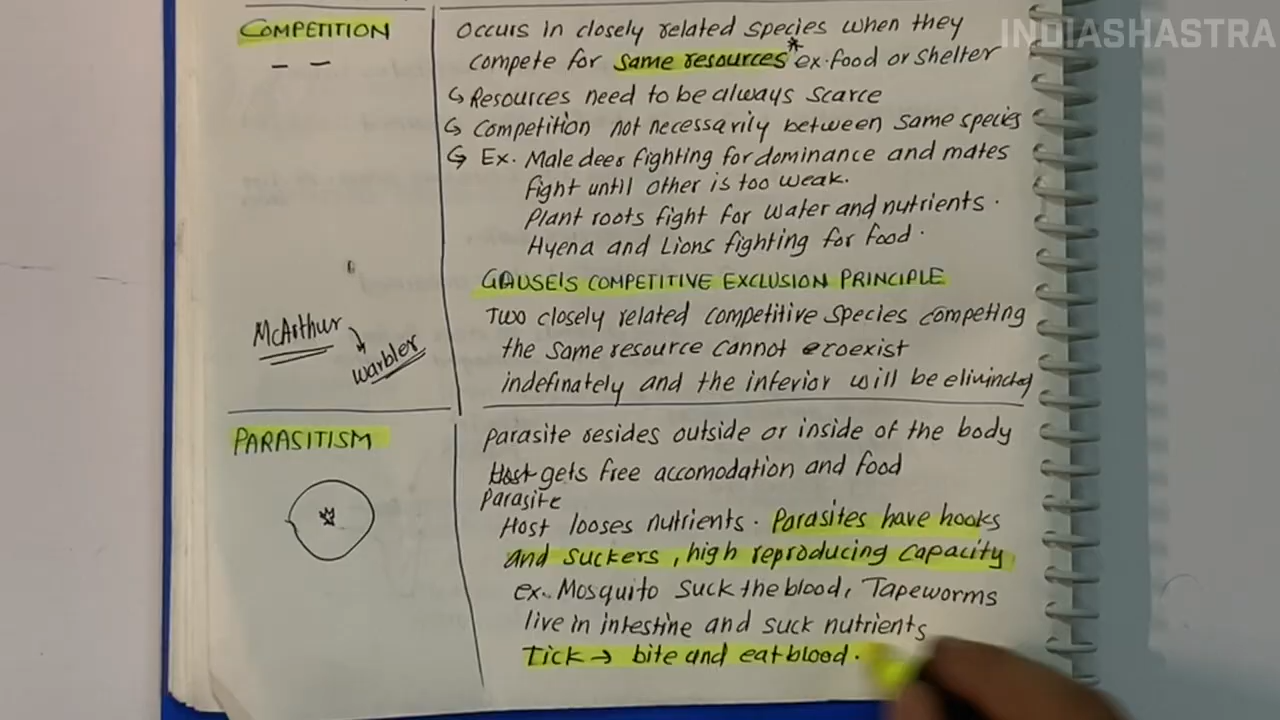 INDIASHASTRA
COMPETITION
– –
Occurs in closely related species when they
compete for same resources* ex. food or shelter
↳ Resources need to be always scarce
↳ Competition not necessarily between same species
↳ Ex. Male deer fighting for dominance and mates
fight until other is too weak.
Plant roots fight for water and nutrients.
Hyena and Lions fighting for food.
GAUSE'S COMPETITIVE EXCLUSION PRINCIPLE
Two closely related competitive species competing
the same resource cannot coexist
indefinately and the inferior will be
McArthur
warbler
PARASITISM
Parasite resides outside or inside of the body
Host gets free accomodation and food
Parasite
Host looses nutrients. Parasites have hooks
and suckers, high reproducing capacity
ex. Mosquito suck the blood, Tapeworms
live in intestine and suck nutrients
Tick → bite and eat blood.